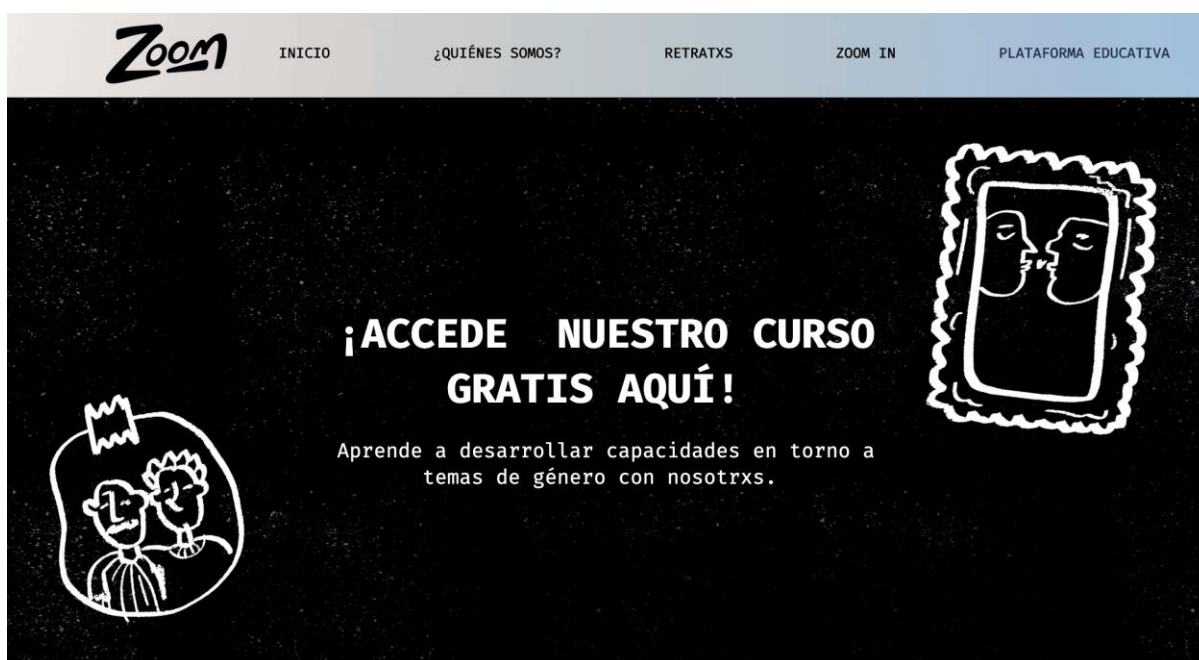 Zoom
INICIO
¿QUIÉNES SOMOS?
RETRATXS
ZOOM IN
PLATAFORMA EDUCATIVA
¡ACCEDE  NUESTRO CURSO
GRATIS AQUÍ!
Aprende a desarrollar capacidades en torno a
temas de género con nosotrxs.